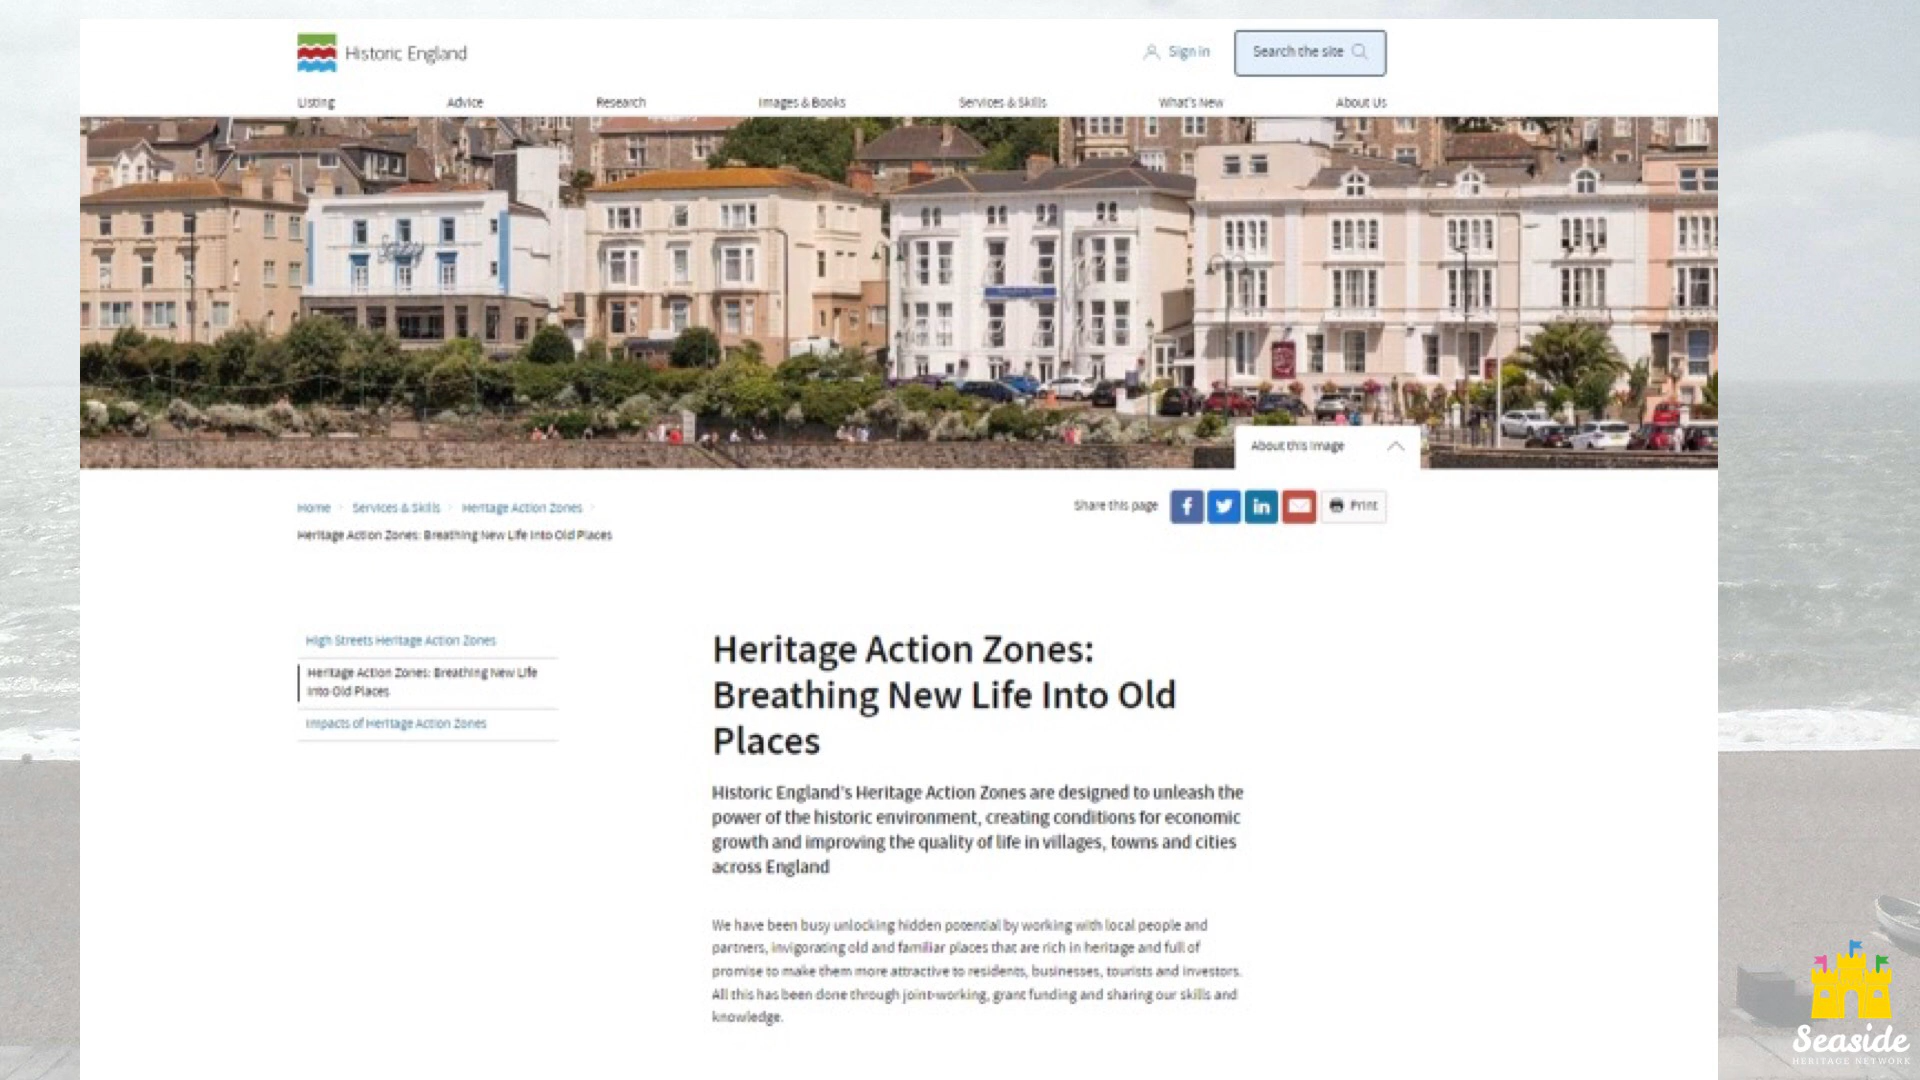 Historic England
Sign in
Search the site
Listing
Advice
Research
Images & Books
Services & Skills
What's New
About Us
About this image
Home
Services & Skills
Heritage Action Zones
Heritage Action Zones: Breathing New Life Into Old Places
Share this page
Print
High Streets Heritage Action Zones
Heritage Action Zones: Breathing New Life
Into Old Places
Impacts of Heritage Action Zones
Heritage Action Zones:
Breathing New Life Into Old
Places
Historic England's Heritage Action Zones are designed to unleash the
power of the historic environment, creating conditions for economic
growth and improving the quality of life in villages, towns and cities
across England
We have been busy unlocking hidden potential by working with local people and
partners, invigorating old and familiar places that are rich in heritage and full of
promise to make them more attractive to residents, businesses, tourists and investors.
All this has been done through joint-working, grant funding and sharing our skills and
knowledge.
Seaside
HERITAGE NETWORK